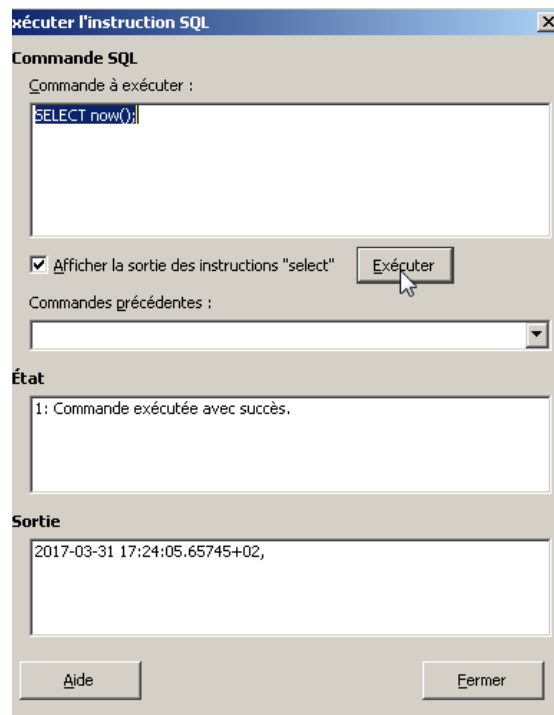 xécuter l'instruction SQL
Commande SQL
Commande à exécuter :
SELECT now();
Afficher la sortie des instructions "select"
Exécuter
Commandes précédentes :
État
1: Commande exécutée avec succès.
Sortie
2017-03-31 17:24:05.65745+02,
Aide
Fermer